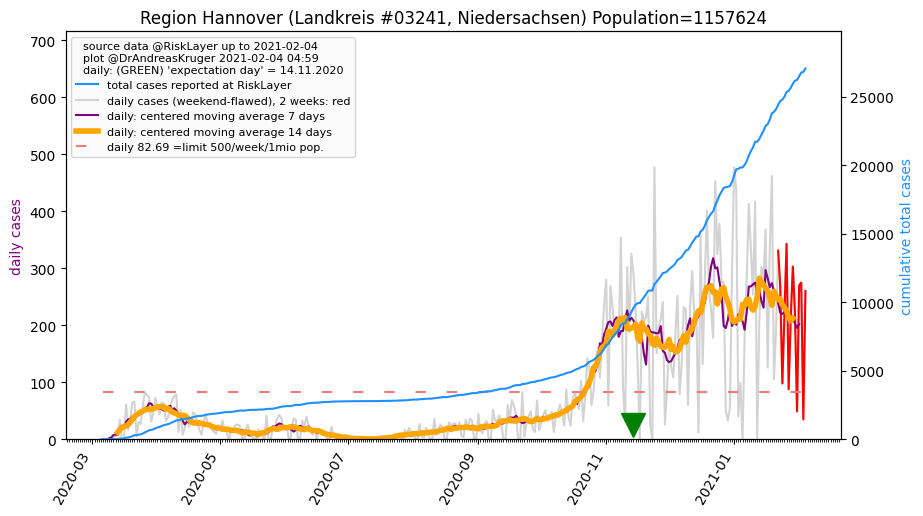 Region Hannover (Landkreis #03241, Niedersachsen) Population=1157624
source data @RiskLayer up to 2021-02-04
plot @DrAndreasKruger 2021-02-04 04:59
daily: (GREEN) 'expectation day' = 14.11.2020
total cases reported at RiskLayer
daily cases (weekend-flawed), 2 weeks: red
daily: centered moving average 7 days
daily: centered moving average 14 days
daily 82.69 =limit 500/week/1mio pop.
daily cases
700
600
500
400
300
200
100
0
cumulative total cases
25000
20000
15000
10000
5000
0
2020-03
2020-05
2020-07
2020-09
2020-11
2021-01